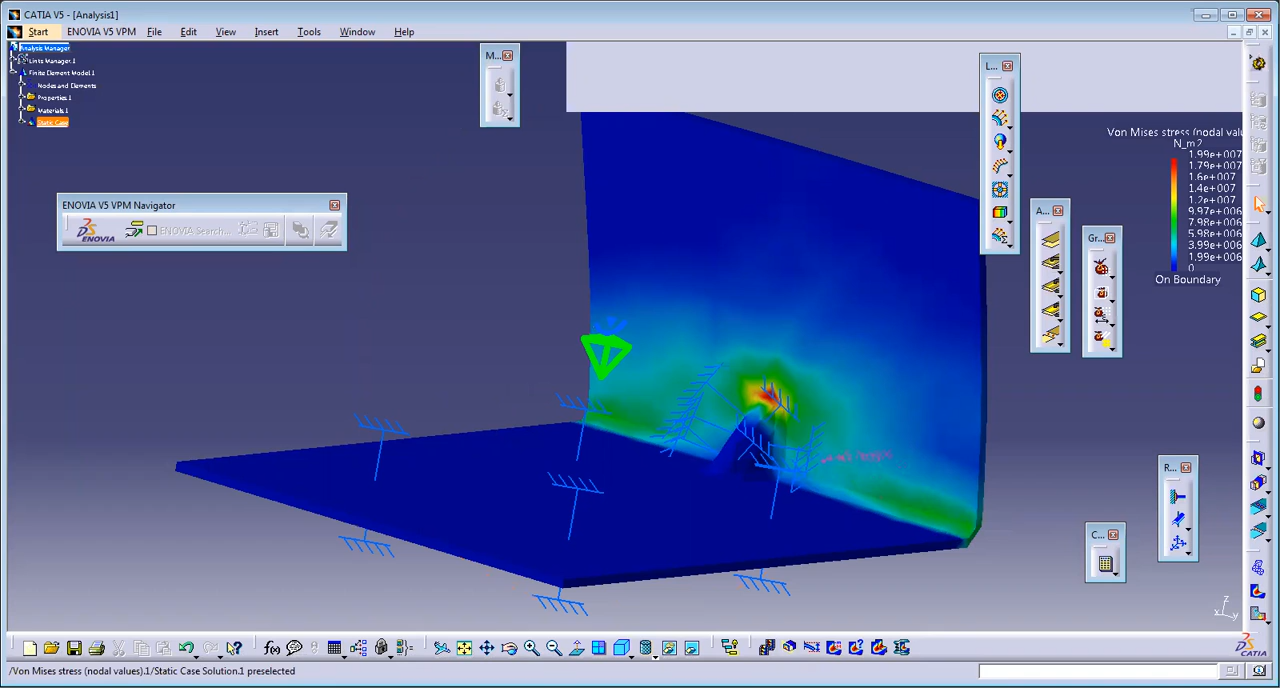 CATIA V5 - [Analysis1]
Start ENOVIA V5 VPM File Edit View Insert Tools Window Help
Analysis Manager
Links Manager.1
Finite Element Model.1
Nodes and Elements
Properties.1
Materials.1
Static Case
M...
L...
ENOVIA V5 VPM Navigator
ENOVIA
ENOVIA Search...
A...
Gr...
Von Mises stress (nodal valu
N_m2
1.99e+007
1.79e+007
1.6e+007
1.4e+007
1.2e+007
9.97e+006
7.98e+006
5.98e+006
3.99e+006
1.99e+006
0
On Boundary
R...
C...
z
x y
f(x)
CATIA
/Von Mises stress (nodal values).1/Static Case Solution.1 preselected